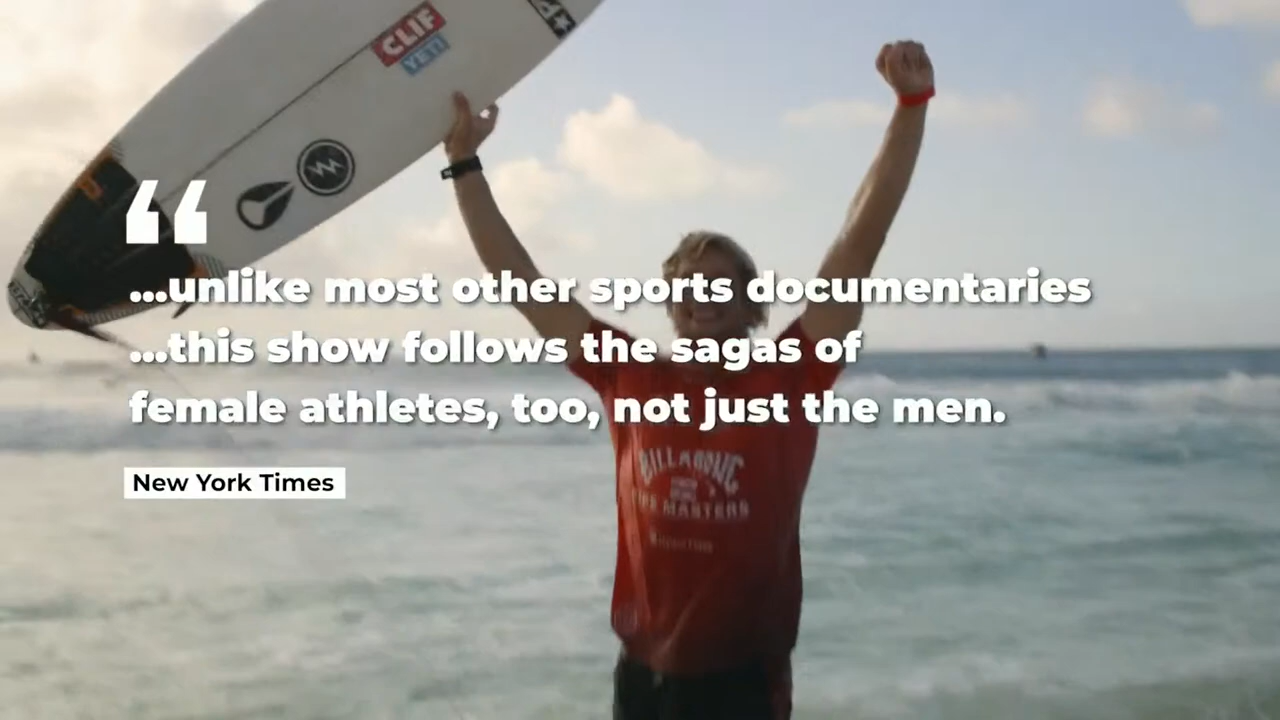 CLIF
YETI
“
...unlike most other sports documentaries
...this show follows the sagas of
female athletes, too, not just the men.
BILLABONG
PIPE MASTERS
New York Times